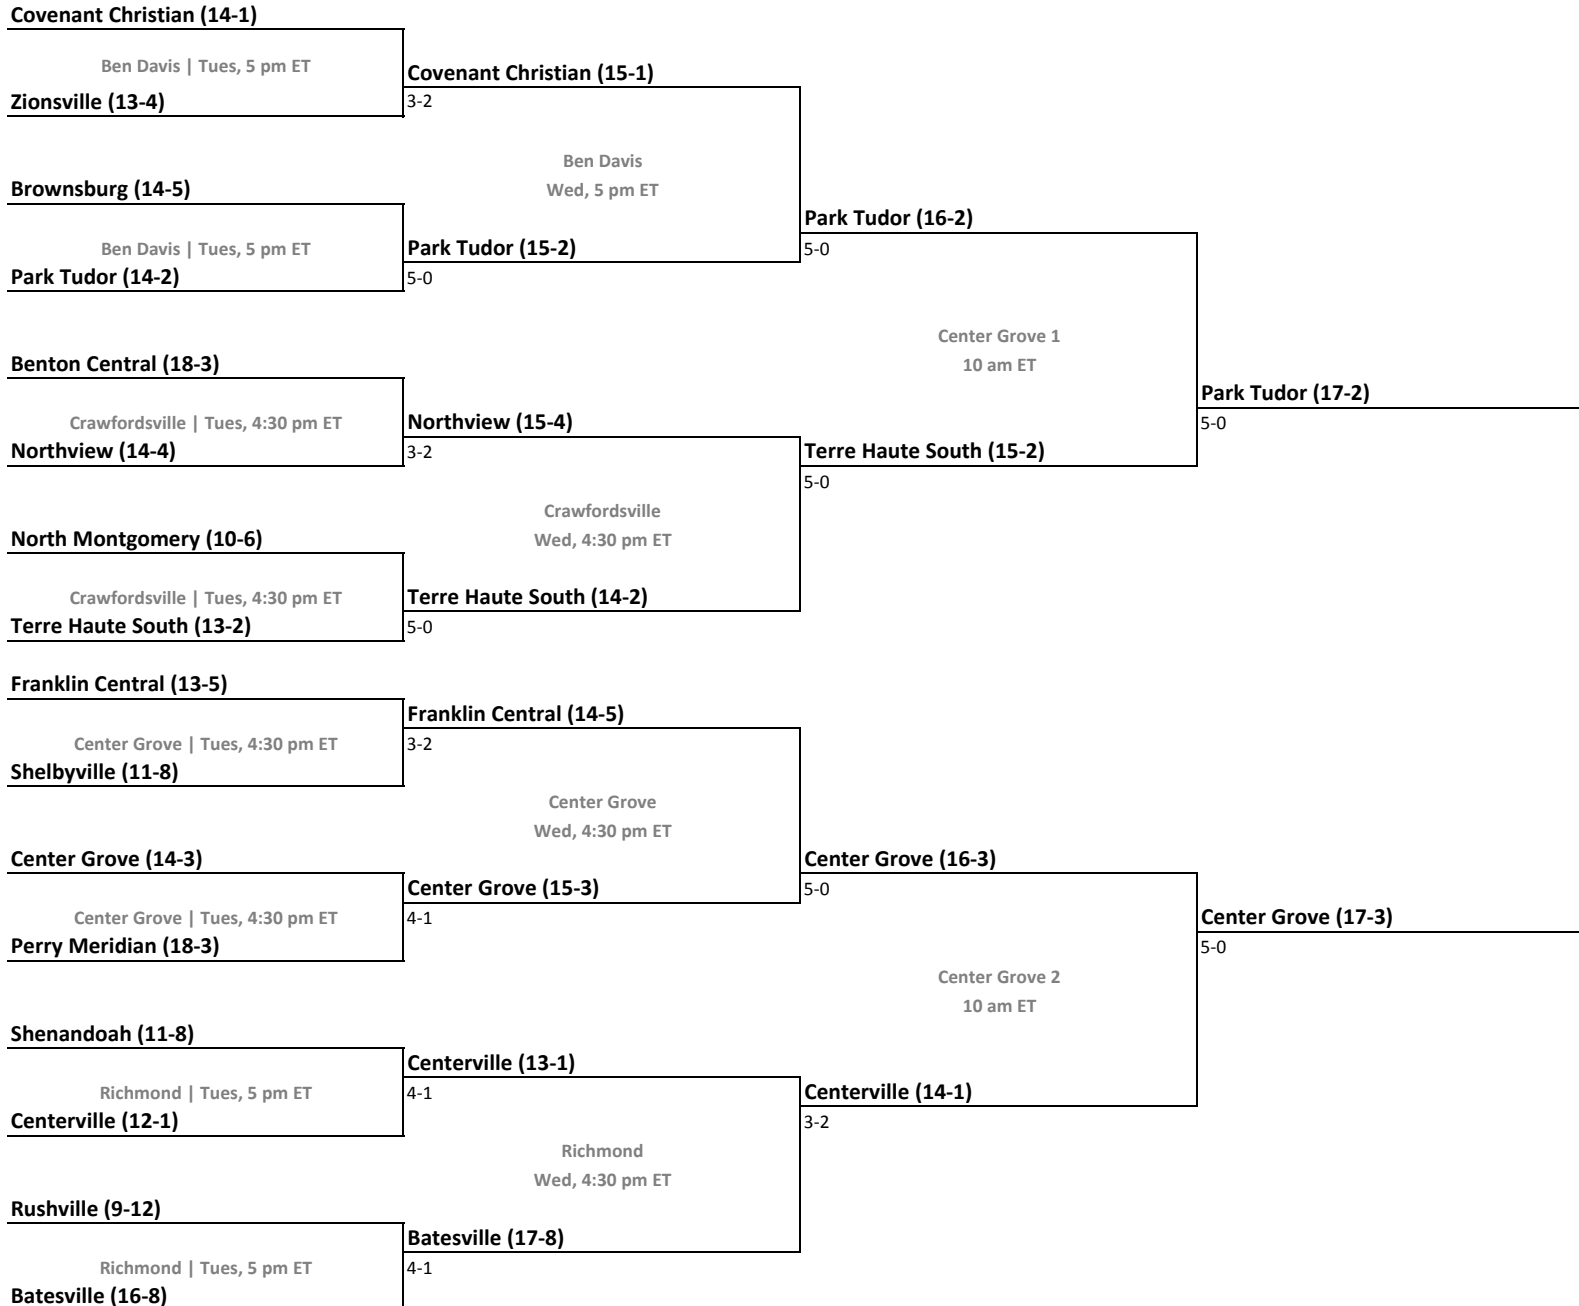 Covenant Christian (14-1)
Ben Davis | Tues, 5 pm ET
Zionsville (13-4)
Covenant Christian (15-1)
3-2
Ben Davis
Wed, 5 pm ET
Brownsburg (14-5)
Ben Davis | Tues, 5 pm ET
Park Tudor (14-2)
Park Tudor (15-2)
5-0
Park Tudor (16-2)
5-0
Center Grove 1
10 am ET
Benton Central (18-3)
Crawfordsville | Tues, 4:30 pm ET
Northview (14-4)
Northview (15-4)
3-2
Crawfordsville
Wed, 4:30 pm ET
Terre Haute South (15-2)
5-0
Park Tudor (17-2)
5-0
North Montgomery (10-6)
Crawfordsville | Tues, 4:30 pm ET
Terre Haute South (13-2)
Terre Haute South (14-2)
5-0
Franklin Central (13-5)
Center Grove | Tues, 4:30 pm ET
Shelbyville (11-8)
Franklin Central (14-5)
3-2
Center Grove
Wed, 4:30 pm ET
Center Grove (14-3)
Center Grove | Tues, 4:30 pm ET
Perry Meridian (18-3)
Center Grove (15-3)
4-1
Center Grove (16-3)
5-0
Center Grove 2
10 am ET
Center Grove (17-3)
5-0
Shenandoah (11-8)
Richmond | Tues, 5 pm ET
Centerville (12-1)
Centerville (13-1)
4-1
Richmond
Wed, 4:30 pm ET
Centerville (14-1)
3-2
Rushville (9-12)
Richmond | Tues, 5 pm ET
Batesville (16-8)
Batesville (17-8)
4-1